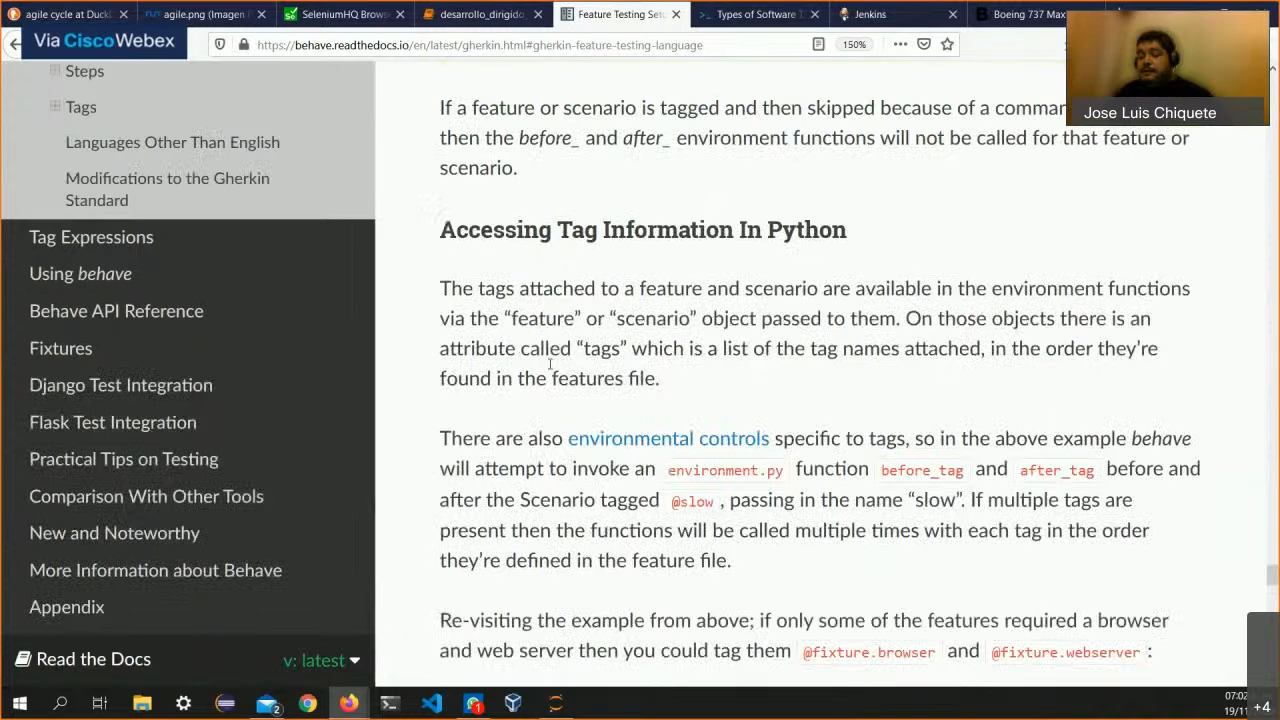 agile cycle at DuckD
agile.png (Imagen P
SeleniumHQ Brows
desarrollo_dirigido_
Feature Testing Setu
Types of Software T
Jenkins
Boeing 737 Max
Via CiscoWebex
https://behave.readthedocs.io/en/latest/gherkin.html#gherkin-feature-testing-language
150%
Jose Luis Chiquete
Steps
Tags
Languages Other Than English
Modifications to the Gherkin
Standard
Tag Expressions
Using behave
Behave API Reference
Fixtures
Django Test Integration
Flask Test Integration
Practical Tips on Testing
Comparison With Other Tools
New and Noteworthy
More Information about Behave
Appendix
Read the Docs
v: latest
If a feature or scenario is tagged and then skipped because of a comman
then the before_ and after_ environment functions will not be called for that feature or
scenario.
Accessing Tag Information In Python
The tags attached to a feature and scenario are available in the environment functions
via the “feature” or “scenario” object passed to them. On those objects there is an
attribute called “tags” which is a list of the tag names attached, in the order they’re
found in the features file.
There are also environmental controls specific to tags, so in the above example behave
will attempt to invoke an environment.py function before_tag and after_tag before and
after the Scenario tagged @slow , passing in the name “slow”. If multiple tags are
present then the functions will be called multiple times with each tag in the order
they’re defined in the feature file.
Re-visiting the example from above; if only some of the features required a browser
and web server then you could tag them @fixture.browser and @fixture.webserver :
2
1
07:02
19/11
+4